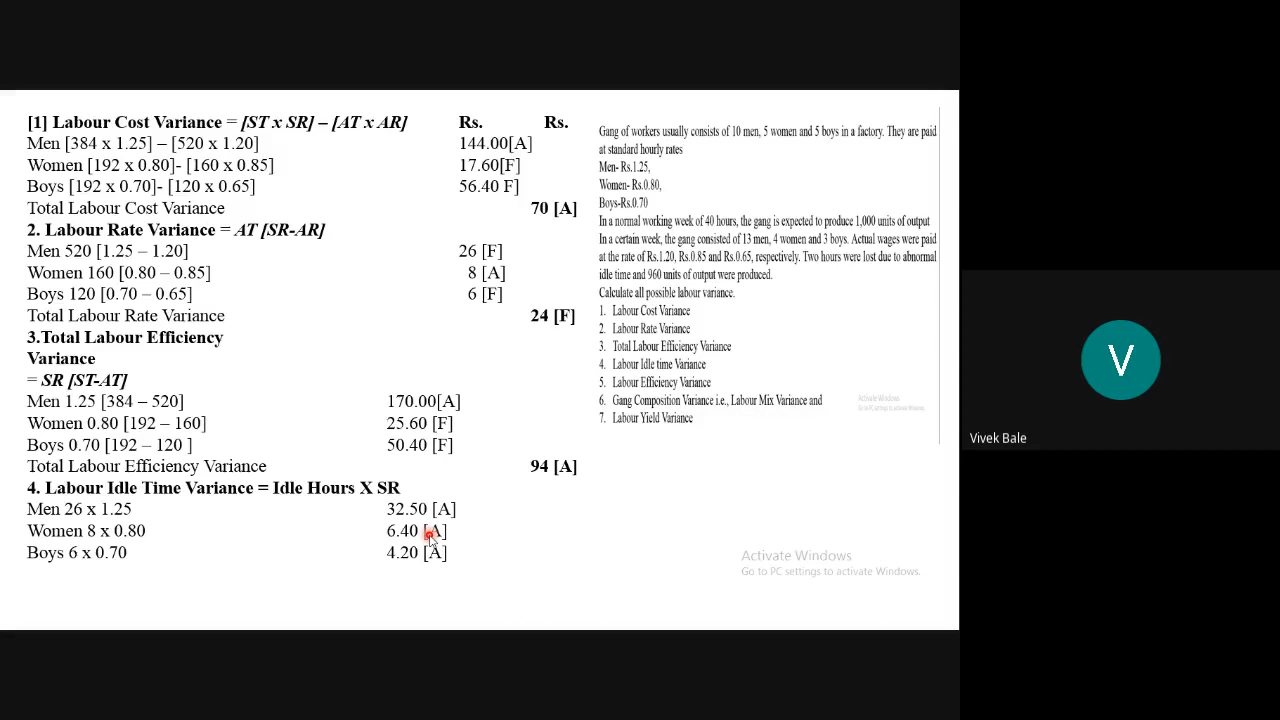 [1] Labour Cost Variance = [ST x SR] – [AT x AR] Rs. Rs.
Men [384 x 1.25] – [520 x 1.20] 144.00[A]
Women [192 x 0.80]- [160 x 0.85] 17.60[F]
Boys [192 x 0.70]- [120 x 0.65] 56.40 F]
Total Labour Cost Variance 70 [A]
2. Labour Rate Variance = AT [SR-AR]
Men 520 [1.25 – 1.20] 26 [F]
Women 160 [0.80 – 0.85] 8 [A]
Boys 120 [0.70 – 0.65] 6 [F]
Total Labour Rate Variance 24 [F]
3.Total Labour Efficiency
Variance
= SR [ST-AT]
Men 1.25 [384 – 520] 170.00[A]
Women 0.80 [192 – 160] 25.60 [F]
Boys 0.70 [192 – 120 ] 50.40 [F]
Total Labour Efficiency Variance 94 [A]
4. Labour Idle Time Variance = Idle Hours X SR
Men 26 x 1.25 32.50 [A]
Women 8 x 0.80 6.40 [A]
Boys 6 x 0.70 4.20 [A]
Gang of workers usually consists of 10 men, 5 women and 5 boys in a factory. They are paid
at standard hourly rates
Men- Rs.1.25,
Women- Rs.0.80,
Boys-Rs.0.70
In a normal working week of 40 hours, the gang is expected to produce 1,000 units of output
In a certain week, the gang consisted of 13 men, 4 women and 3 boys. Actual wages were paid
at the rate of Rs.1.20, Rs.0.85 and Rs.0.65, respectively. Two hours were lost due to abnormal
idle time and 960 units of output were produced.
Calculate all possible labour variance.
1. Labour Cost Variance
2. Labour Rate Variance
3. Total Labour Efficiency Variance
4. Labour Idle time Variance
5. Labour Efficiency Variance
6. Gang Composition Variance i.e., Labour Mix Variance and
7. Labour Yield Variance
Activate Windows
Go to PC settings to activate Windows.
Activate Windows
Go to PC settings to activate Windows.
V
Vivek Bale